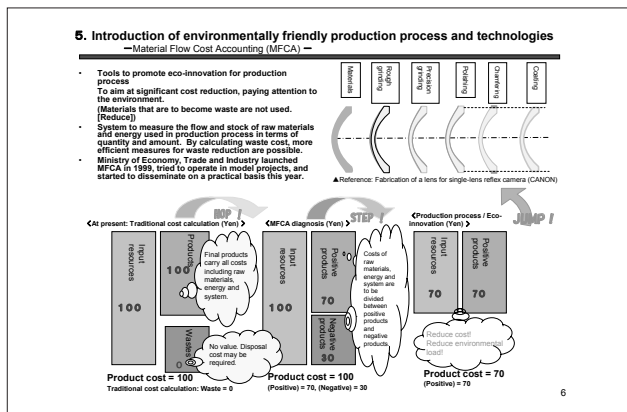 5. Introduction of environmentally friendly production process and technologies
—Material Flow Cost Accounting (MFCA) —
• Tools to promote eco-innovation for production
process
To aim at significant cost reduction, paying attention to
the environment.
(Materials that are to become waste are not used.
[Reduce])
• System to measure the flow and stock of raw materials
and energy used in production process in terms of
quantity and amount. By calculating waste cost, more
efficient measures for waste reduction are possible.
• Ministry of Economy, Trade and Industry launched
MFCA in 1999, tried to operate in model projects, and
started to disseminate on a practical basis this year.
Materials
Rough
grinding
Precision
grinding
Polishing
Chamfering
Coating
▲Reference: Fabrication of a lens for single-lens reflex camera (CANON)
HOP !
STEP !
JUMP !
<At present: Traditional cost calculation (Yen) >
Input
resources
100
Products
100
Final products
carry all costs
including raw
materials,
energy and
system.
Wastes
0
No value. Disposal
cost may be
required.
Product cost = 100
Traditional cost calculation: Waste = 0
<MFCA diagnosis (Yen) >
Input
resources
100
Positive
products
70
Negative
products
30
Costs of
raw
materials,
energy and
system are
to be
divided
between
positive
products
and
negative
products.
Product cost = 100
(Positive) = 70, (Negative) = 30
<Production process / Eco-
innovation (Yen) >
Input
resources
70
Positive
products
70
Reduce cost!
Reduce environmental
load!
Product cost = 70
(Positive) = 70
6